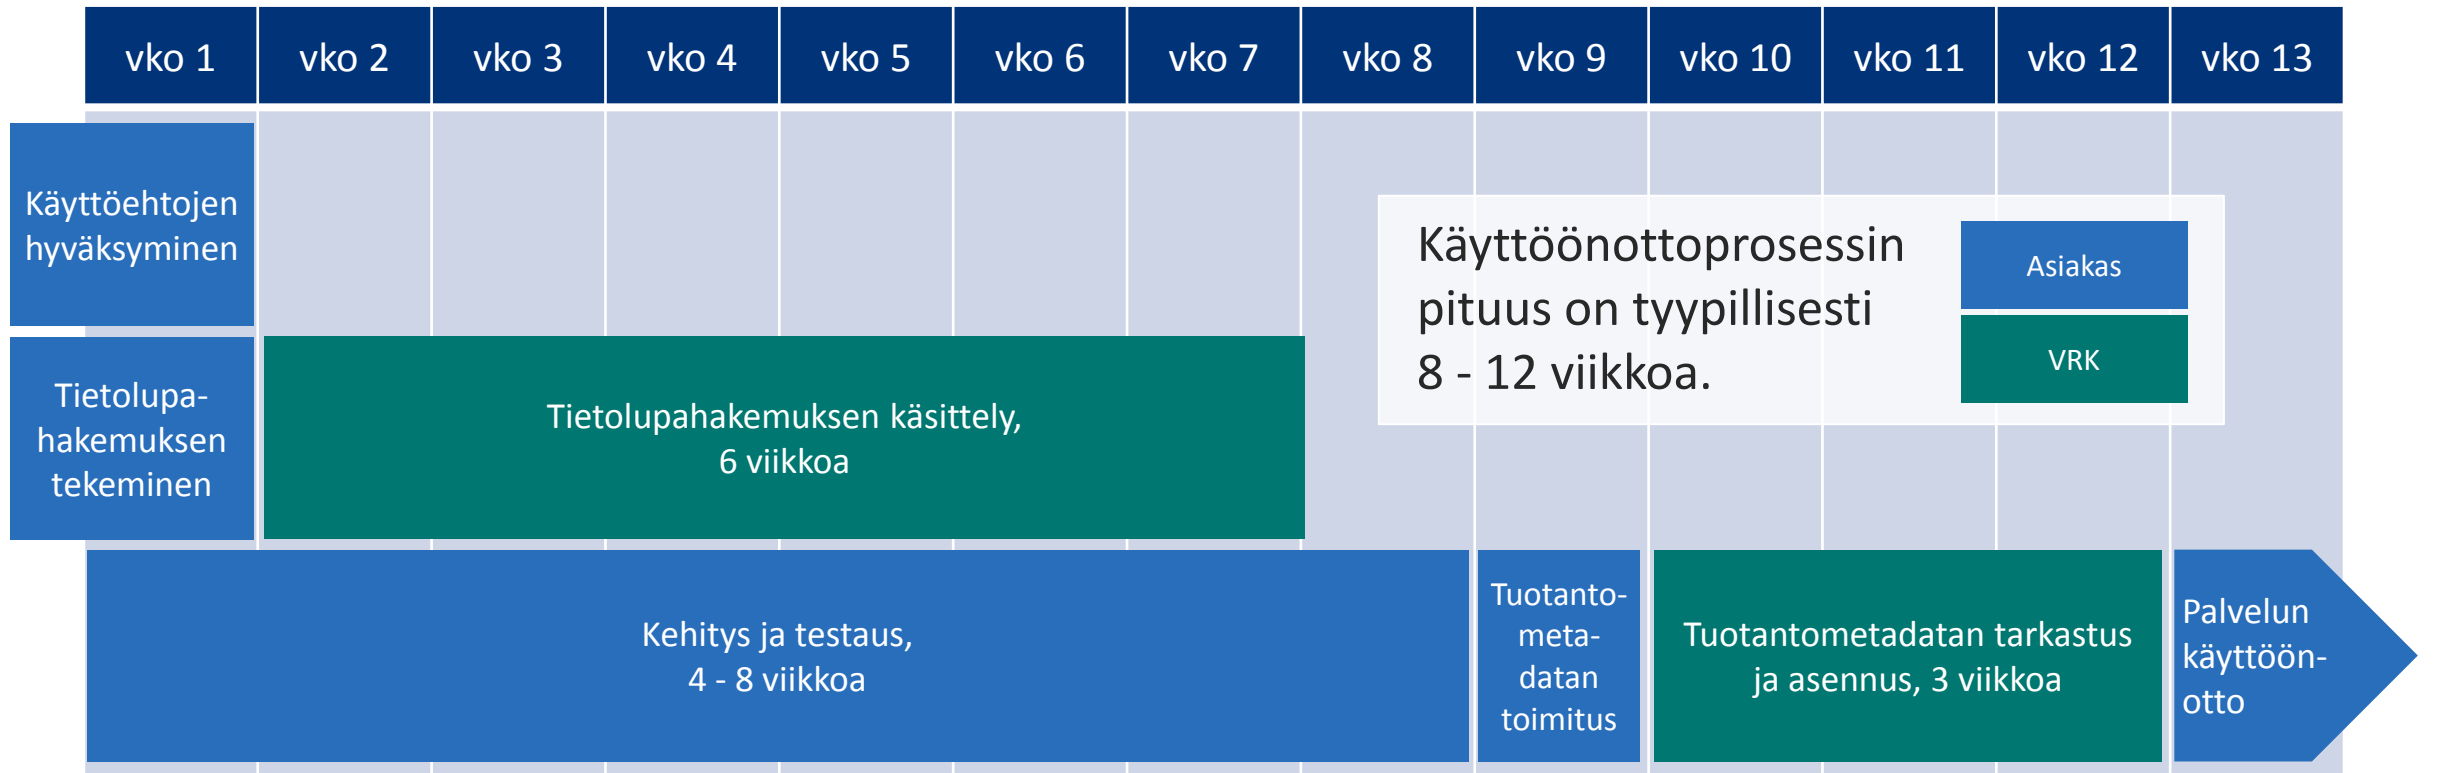 vko 1 vko 2 vko 3 vko 4 vko 5 vko 6 vko 7 vko 8 vko 9 vko 10 vko 11 vko 12 vko 13
Käyttöehtojen
hyväksyminen
Käyttöönottoprosessin
pituus on tyypillisesti
8 - 12 viikkoa.
Asiakas
VRK
Tietolupa-
hakemuksen
tekeminen
Tietolupahakemuksen käsittely,
6 viikkoa
Kehitys ja testaus,
4 - 8 viikkoa
Tuotanto-
meta-
datan
toimitus
Tuotantometadatan tarkastus
ja asennus, 3 viikkoa
Palvelun
käyttöön-
otto